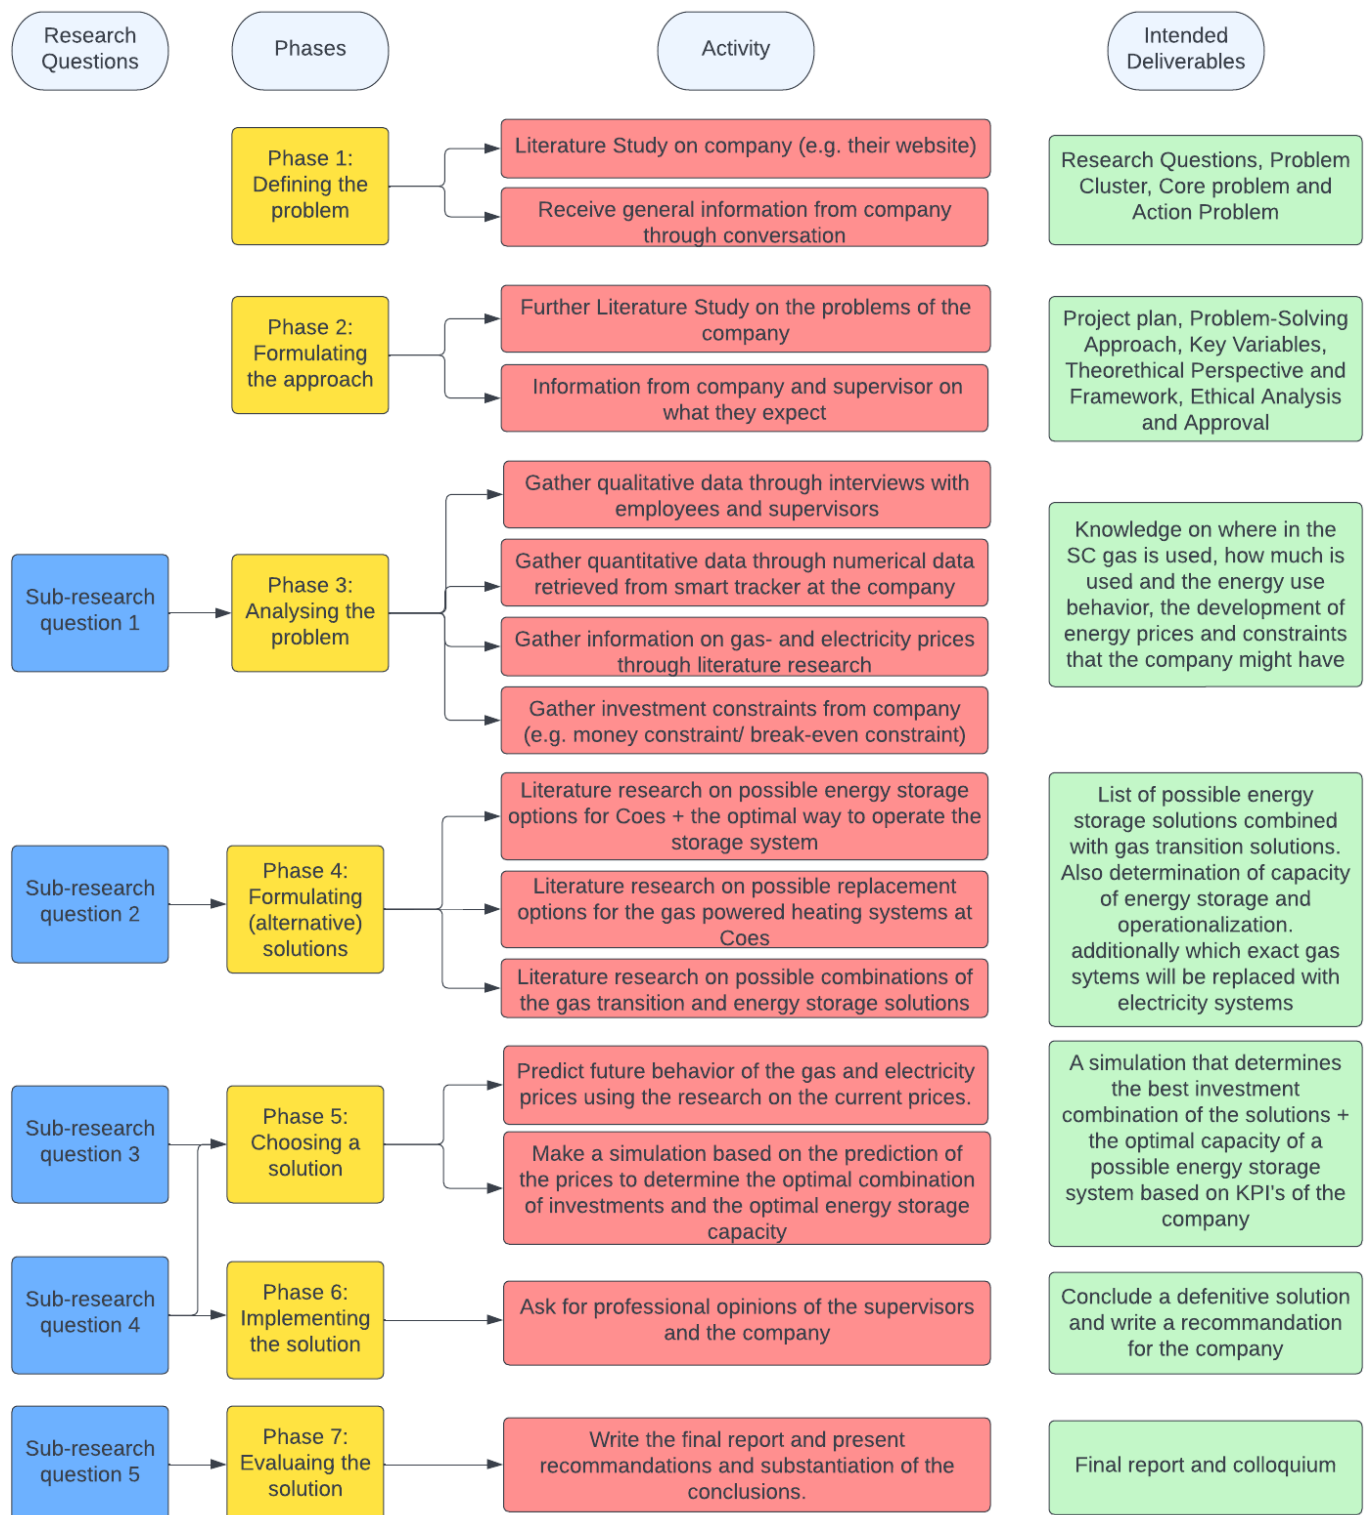 Research
Questions
Phases
Activity
Intended
Deliverables
Phase 1:
Defining the
problem
Literature Study on company (e.g. their website)
Receive general information from company
through conversation
Research Questions, Problem
Cluster, Core problem and
Action Problem
Phase 2:
Formulating
the approach
Further Literature Study on the problems of the
company
Information from company and supervisor on
what they expect
Project plan, Problem-Solving
Approach, Key Variables,
Theorethical Perspective and
Framework, Ethical Analysis
and Approval
Sub-research
question 1
Phase 3:
Analysing the
problem
Gather qualitative data through interviews with
employees and supervisors
Gather quantitative data through numerical data
retrieved from smart tracker at the company
Gather information on gas- and electricity prices
through literature research
Gather investment constraints from company
(e.g. money constraint/ break-even constraint)
Knowledge on where in the
SC gas is used, how much is
used and the energy use
behavior, the development of
energy prices and constraints
that the company might have
Sub-research
question 2
Phase 4:
Formulating
(alternative)
solutions
Literature research on possible energy storage
options for Coes + the optimal way to operate the
storage system
Literature research on possible replacement
options for the gas powered heating systems at
Coes
Literature research on possible combinations of
the gas transition and energy storage solutions
List of possible energy
storage solutions combined
with gas transition solutions.
Also determination of capacity
of energy storage and
operationalization.
additionally which exact gas
sytems will be replaced with
electricity systems
Sub-research
question 3
Phase 5:
Choosing a
solution
Predict future behavior of the gas and electricity
prices using the research on the current prices.
Make a simulation based on the prediction of
the prices to determine the optimal combination
of investments and the optimal energy storage
capacity
A simulation that determines
the best investment
combination of the solutions +
the optimal capacity of a
possible energy storage
system based on KPI's of the
company
Sub-research
question 4
Phase 6:
Implementing
the solution
Ask for professional opinions of the supervisors
and the company
Conclude a defenitive solution
and write a recommandation
for the company
Sub-research
question 5
Phase 7:
Evaluaing the
solution
Write the final report and present
recommandations and substantiation of the
conclusions.
Final report and colloquium